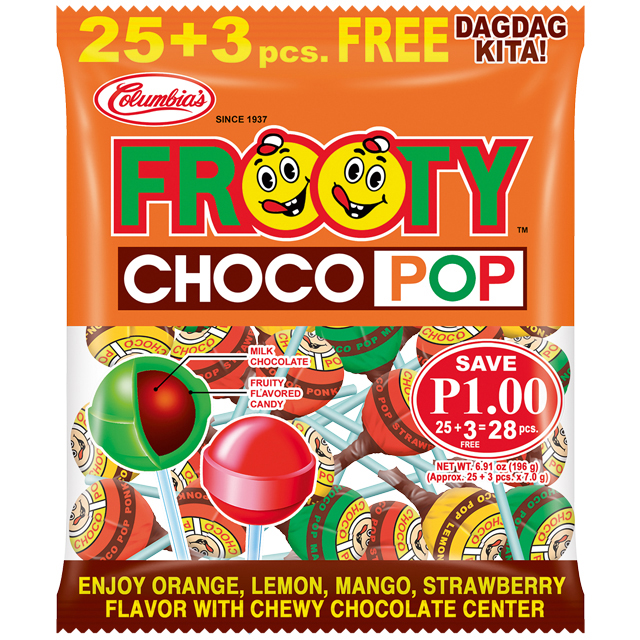 25+3 pcs. FREE
DAGDAG
KITA!
Columbia's
SINCE 1937
FROOTY
TM
CHOCO POP
MILK
CHOCOLATE
FRUITY
FLAVORED
CANDY
SAVE
P1.00
25+3=28 pcs.
FREE
NET WT. 6.91 oz (196 g)
(Approx. 25 + 3 pcs. x 7.0 g)
ENJOY ORANGE, LEMON, MANGO, STRAWBERRY
FLAVOR WITH CHEWY CHOCOLATE CENTER